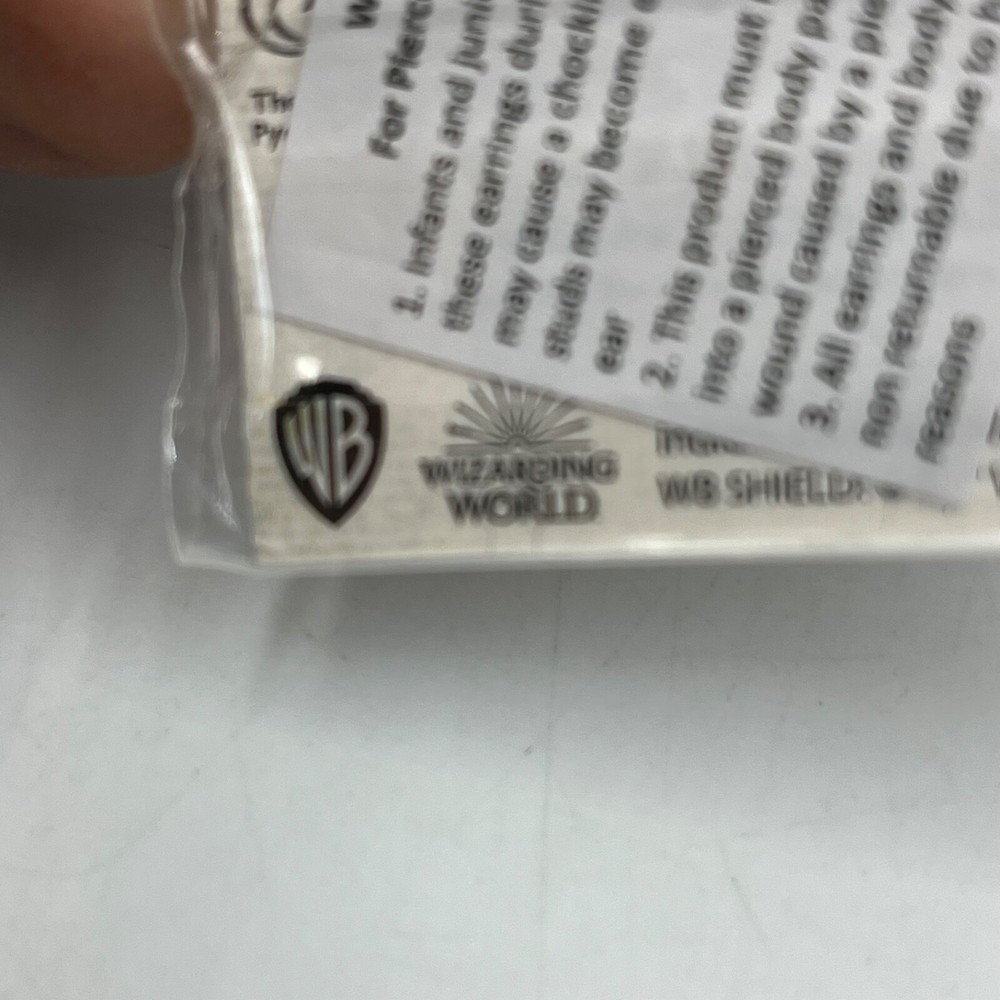 For Pierc
1. Infants and juni
these earrings dur
may cause a choki
studs may become
ear
2. This product must
into a pierced body pa
wound caused by a pie
3. All earrings and body
non returnable due to
reasons
WB
WIZARDING
WORLD
WB SHIELD: